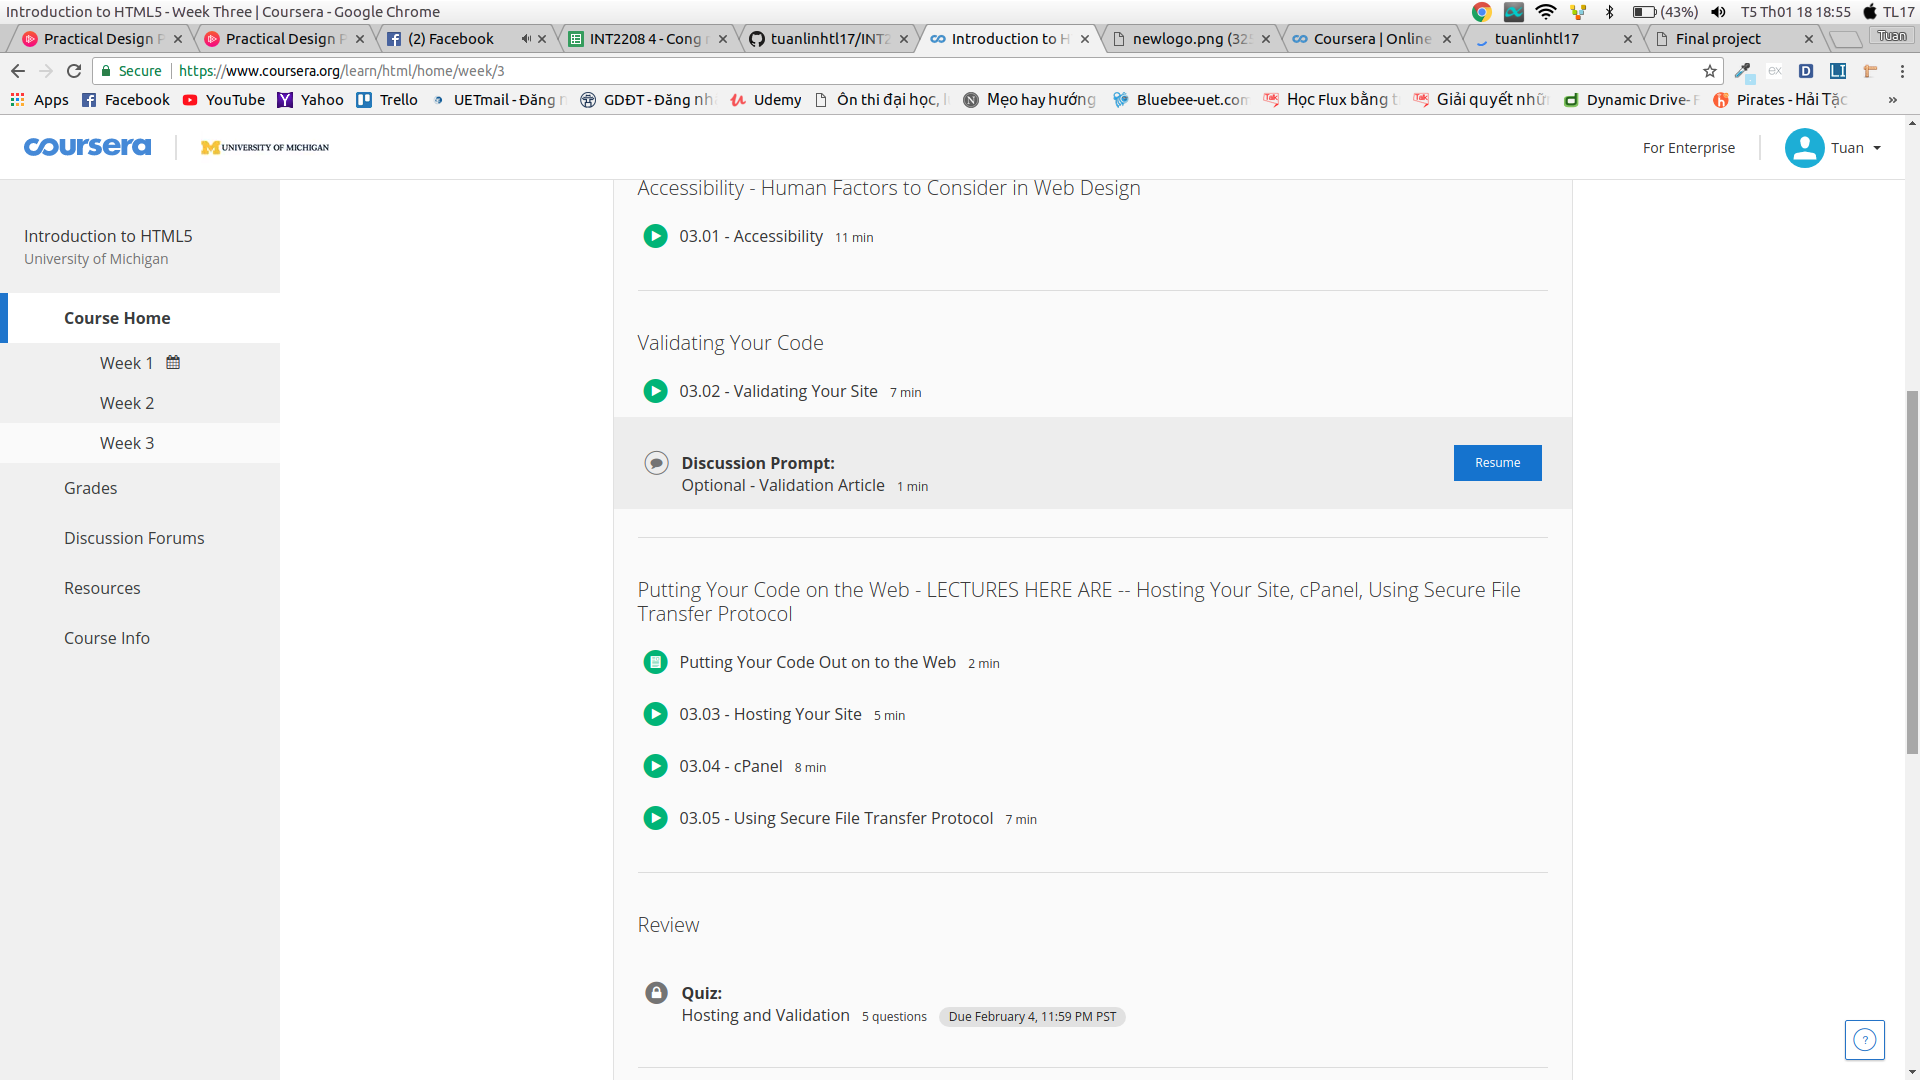 Introduction to HTML5 - Week Three | Coursera - Google Chrome
(43%) T5 Th01 18 18:55 TL17
Practical Design P Practical Design P (2) Facebook INT2208 4 - Cong tuanlinhtl17/INT2 Introduction to H newlogo.png (325 Coursera | Online tuanlinhtl17 Final project Tuan
Secure https://www.coursera.org/learn/html/home/week/3 ex D LI
Apps Facebook YouTube Yahoo Trello UETmail - Đăng n GDĐT - Đăng nh Udemy Ôn thi đại học, l Mẹo hay hướng Bluebee-uet.com Học Flux bằng t Giải quyết nhữ Dynamic Drive- F Pirates - Hải Tặc »
coursera UNIVERSITY OF MICHIGAN For Enterprise Tuan
Introduction to HTML5
University of Michigan
Course Home
Week 1
Week 2
Week 3
Grades
Discussion Forums
Resources
Course Info
Accessibility - Human Factors to Consider in Web Design
03.01 - Accessibility 11 min
Validating Your Code
03.02 - Validating Your Site 7 min
Discussion Prompt:
Optional - Validation Article 1 min
Resume
Putting Your Code on the Web - LECTURES HERE ARE -- Hosting Your Site, cPanel, Using Secure File
Transfer Protocol
Putting Your Code Out on to the Web 2 min
03.03 - Hosting Your Site 5 min
03.04 - cPanel 8 min
03.05 - Using Secure File Transfer Protocol 7 min
Review
Quiz:
Hosting and Validation 5 questions Due February 4, 11:59 PM PST
?